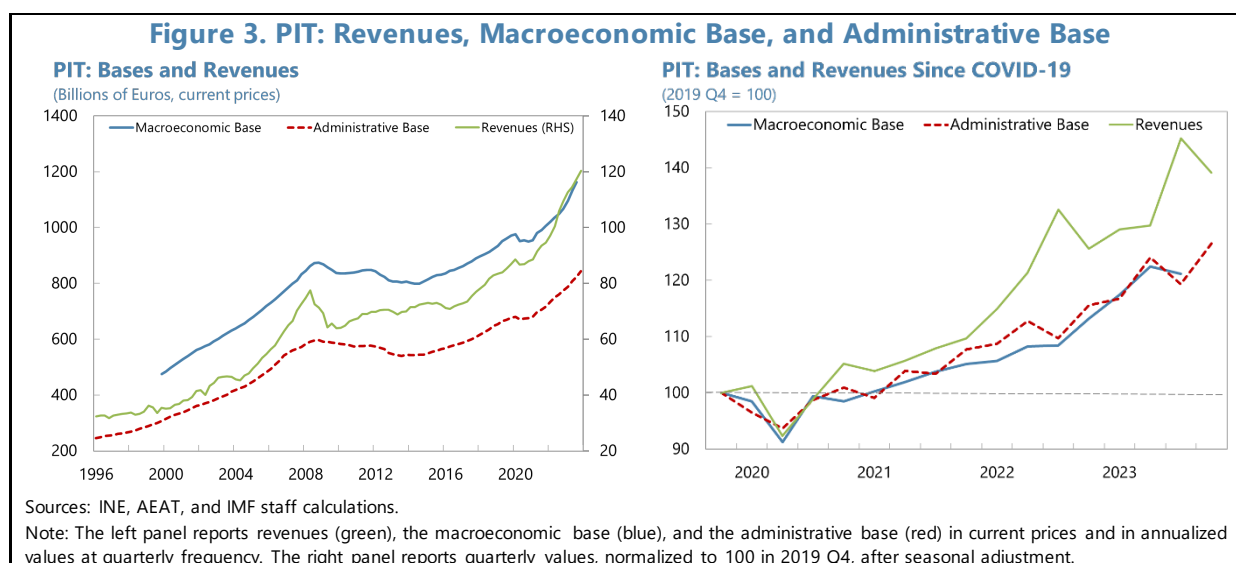 Figure 3. PIT: Revenues, Macroeconomic Base, and Administrative Base
PIT: Bases and Revenues
(Billions of Euros, current prices)
1400
1200
1000
800
600
400
200
140
120
100
80
60
40
20
Macroeconomic Base
Administrative Base
Revenues (RHS)
1996 2000 2004 2008 2012 2016 2020
PIT: Bases and Revenues Since COVID-19
(2019 Q4 = 100)
150
140
130
120
110
100
90
Macroeconomic Base
Administrative Base
Revenues
2020 2021 2022 2023
Sources: INE, AEAT, and IMF staff calculations.
Note: The left panel reports revenues (green), the macroeconomic base (blue), and the administrative base (red) in current prices and in annualized
values at quarterly frequency. The right panel reports quarterly values, normalized to 100 in 2019 Q4, after seasonal adjustment.